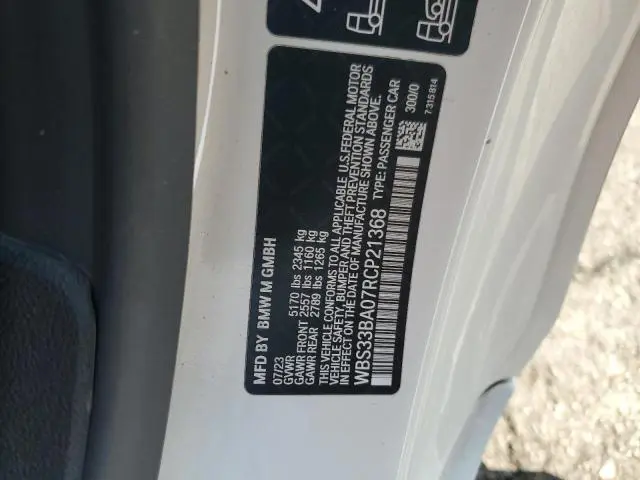 MFD BY BMW M GMBH
07/23
GVWR 5170 lbs 2345 kg
GAWR FRONT 2557 lbs 1160 kg
GAWR REAR 2789 lbs 1265 kg
THIS VEHICLE CONFORMS TO ALL APPLICABLE U.S.FEDERAL MOTOR
VEHICLE SAFETY, BUMPER AND THEFT PREVENTION STANDARDS
IN EFFECT ON THE DATE OF MANUFACTURE SHOWN ABOVE.
WBS33BA07RCP21368 TYPE: PASSENGER CAR
300/0
7 315 814